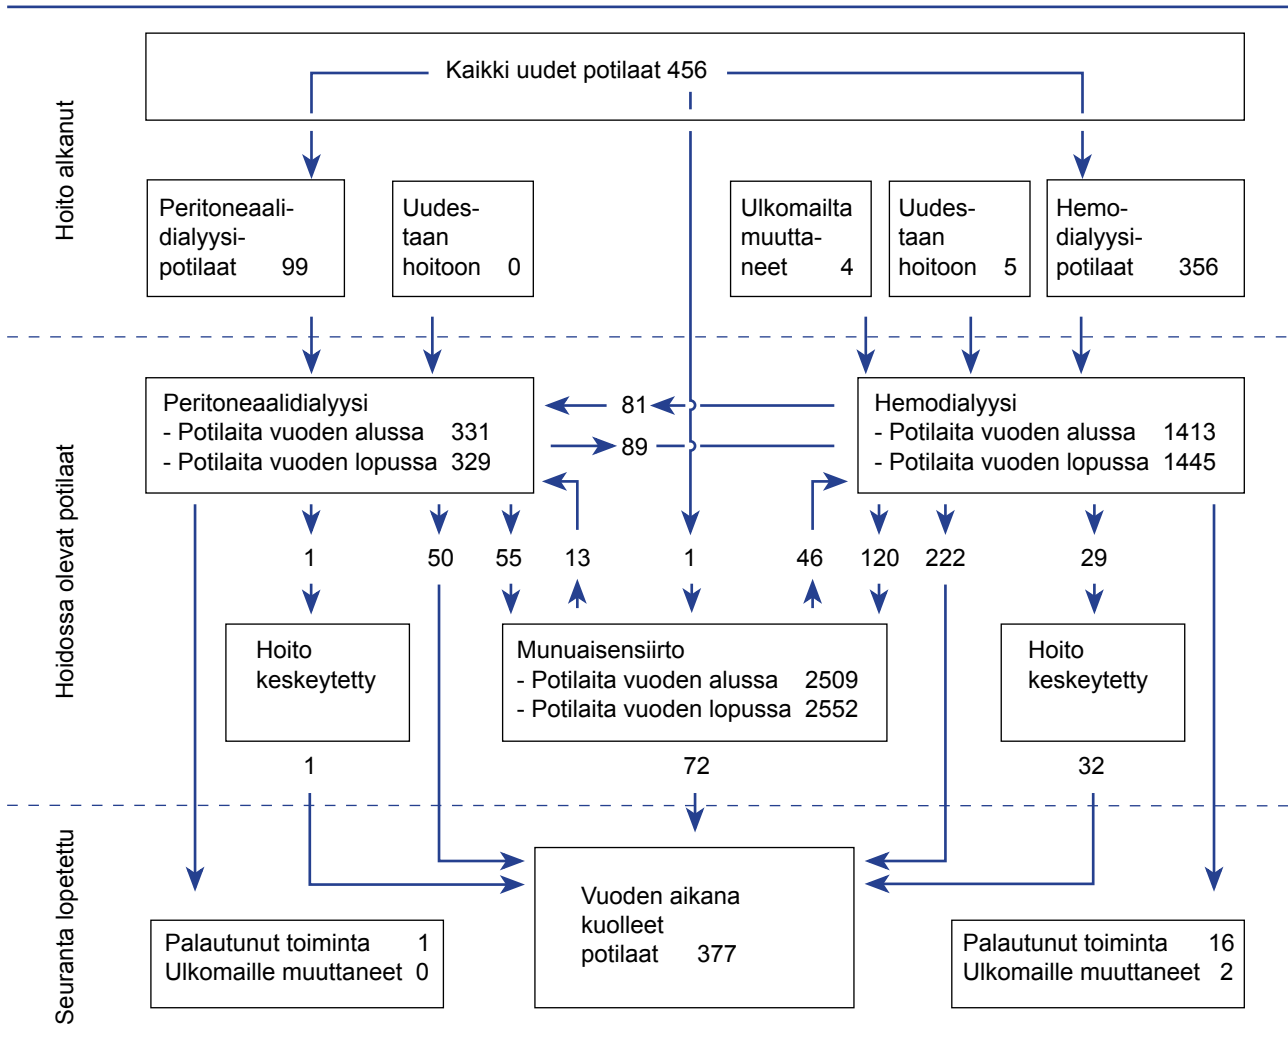 Hoito alkanut
Kaikki uudet potilaat 456
Peritoneaali-
dialyysi-
potilaat 99
Uudes-
taan
hoitoon 0
Ulkomailta
muutta-
neet 4
Uudes-
taan
hoitoon 5
Hemo-
dialyysi-
potilaat 356
Hoidossa olevat potilaat
Peritoneaalidialyysi
- Potilaita vuoden alussa 331
- Potilaita vuoden lopussa 329
81
89
Hemodialyysi
- Potilaita vuoden alussa 1413
- Potilaita vuoden lopussa 1445
1
50
55
13
1
46
120
222
29
Hoito
keskeytetty
Munuaisensiirto
- Potilaita vuoden alussa 2509
- Potilaita vuoden lopussa 2552
Hoito
keskeytetty
1
72
32
Seuranta lopetettu
Palautunut toiminta 1
Ulkomaille muuttaneet 0
Vuoden aikana
kuolleet
potilaat 377
Palautunut toiminta 16
Ulkomaille muuttaneet 2